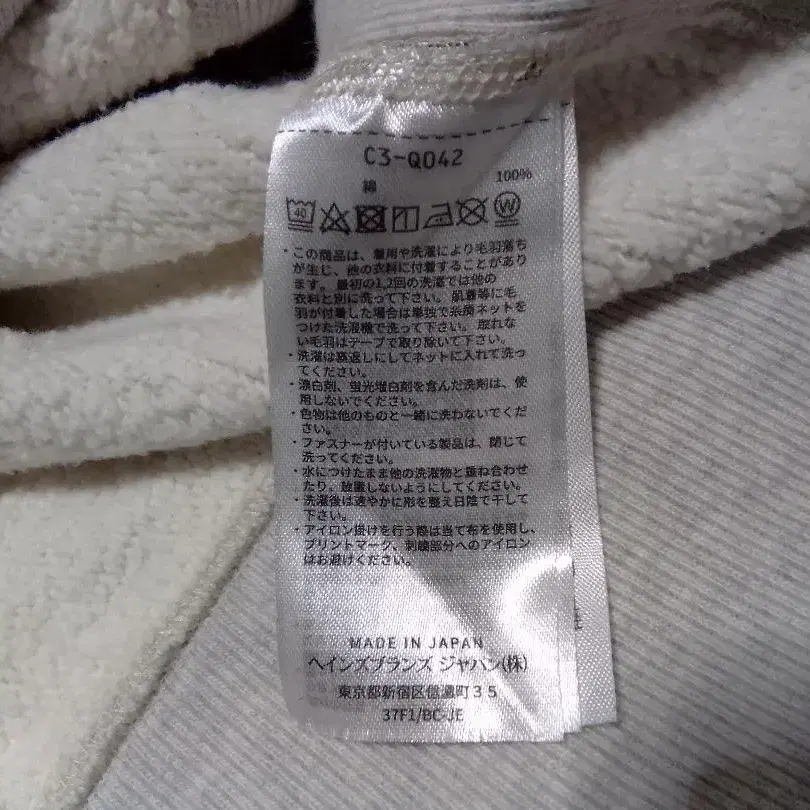 C3-Q042
綿 100%
40
W
・この商品は、着用や洗濯により毛羽落ち
が生じ、他の衣料に付着することがあり
ます。最初の1,2回の洗濯では他の
衣料と別に洗って下さい。肌着等に毛
羽が付着した場合は単独で糸屑ネットを
つけた洗濯機で洗って下さい。取れな
い毛羽はテープで取り除いて下さい。
・洗濯は裏返しにしてネットに入れて洗っ
てください。
・漂白剤、蛍光増白剤を含んだ洗剤は、使
用しないでください。
・色物は他のものと一緒に洗わないでくだ
さい。
・ファスナーが付いている製品は、閉じて
洗ってください。
・水につけたまま他の洗濯物と重ね合わせ
たり、放置しないようにしてください。
・洗濯後は速やかに形を整え日陰で干して
下さい。
・アイロン掛けを行う際は当て布を使用し、
プリントマーク、刺繍部分へのアイロン
はお避けください。
MADE IN JAPAN
ヘインズブランズ ジャパン(株)
東京都新宿区信濃町35
37F1/BC-JE